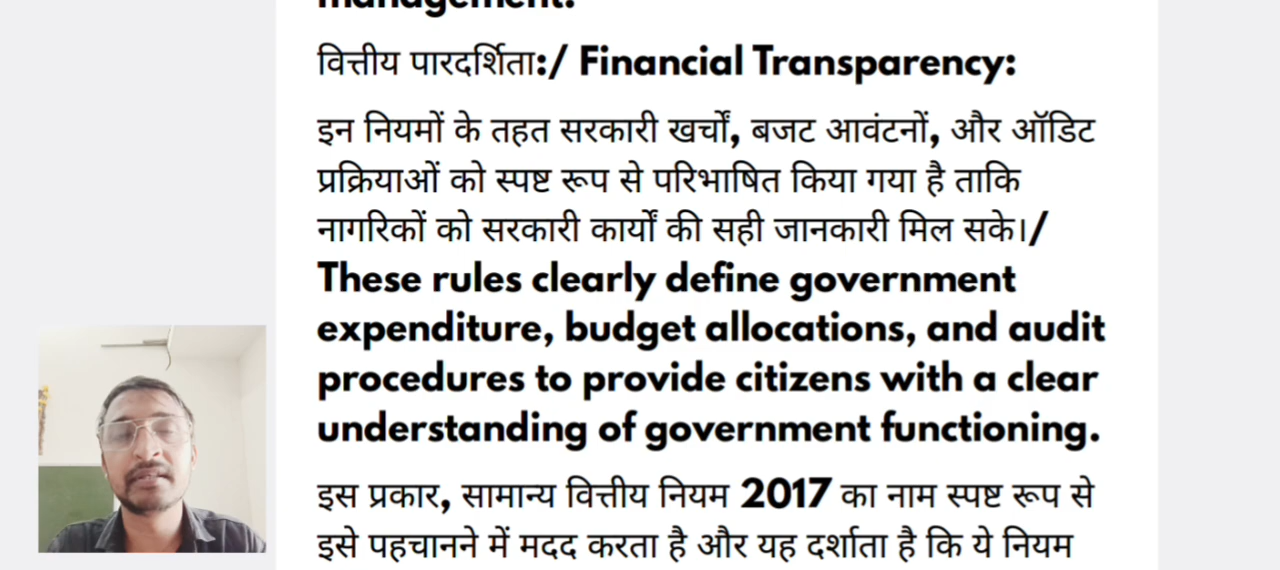 management.
वित्तीय पारदर्शिता:/ Financial Transparency:
इन नियमों के तहत सरकारी खर्चों, बजट आवंटनों, और ऑडिट
प्रक्रियाओं को स्पष्ट रूप से परिभाषित किया गया है ताकि
नागरिकों को सरकारी कार्यों की सही जानकारी मिल सके।/
These rules clearly define government
expenditure, budget allocations, and audit
procedures to provide citizens with a clear
understanding of government functioning.
इस प्रकार, सामान्य वित्तीय नियम 2017 का नाम स्पष्ट रूप से
इसे पहचानने में मदद करता है और यह दर्शाता है कि ये नियम